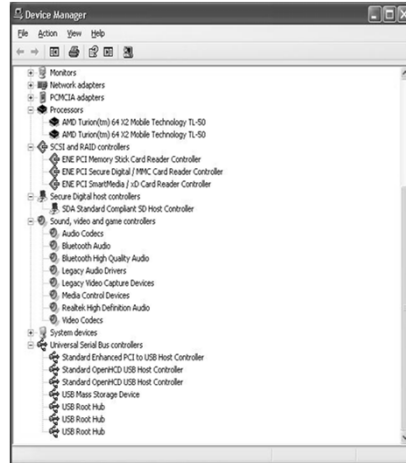 Device Manager
File Action View Help
Monitors
Network adapters
PCMCIA adapters
Processors
AMD Turion(tm) 64 X2 Mobile Technology TL-50
AMD Turion(tm) 64 X2 Mobile Technology TL-50
SCSI and RAID controllers
ENE PCI Memory Stick Card Reader Controller
ENE PCI Secure Digital / MMC Card Reader Controller
ENE PCI SmartMedia / xD Card Reader Controller
Secure Digital host controllers
SDA Standard Compliant SD Host Controller
Sound, video and game controllers
Audio Codecs
Bluetooth Audio
Bluetooth High Quality Audio
Legacy Audio Drivers
Legacy Video Capture Devices
Media Control Devices
Realtek High Definition Audio
Video Codecs
System devices
Universal Serial Bus controllers
Standard Enhanced PCI to USB Host Controller
Standard OpenHCD USB Host Controller
Standard OpenHCD USB Host Controller
USB Mass Storage Device
USB Root Hub
USB Root Hub
USB Root Hub